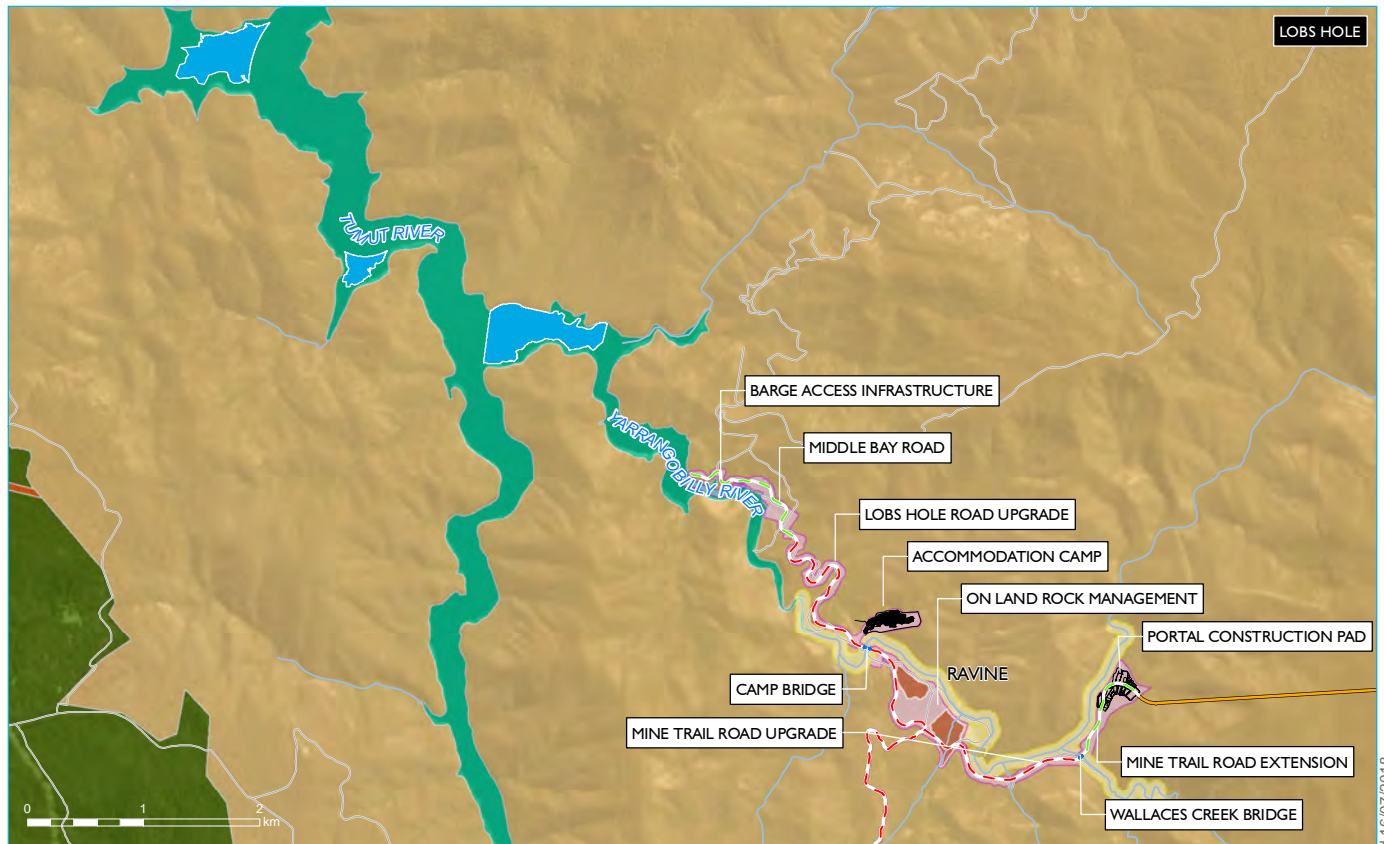 LOBS HOLE
TUMUT RIVER
BARGE ACCESS INFRASTRUCTURE
YARRANGOBILLY RIVER
MIDDLE BAY ROAD
LOBS HOLE ROAD UPGRADE
ACCOMMODATION CAMP
ON LAND ROCK MANAGEMENT
PORTAL CONSTRUCTION PAD
RAVINE
CAMP BRIDGE
MINE TRAIL ROAD UPGRADE
MINE TRAIL ROAD EXTENSION
WALLACES CREEK BRIDGE
0 1 2
km